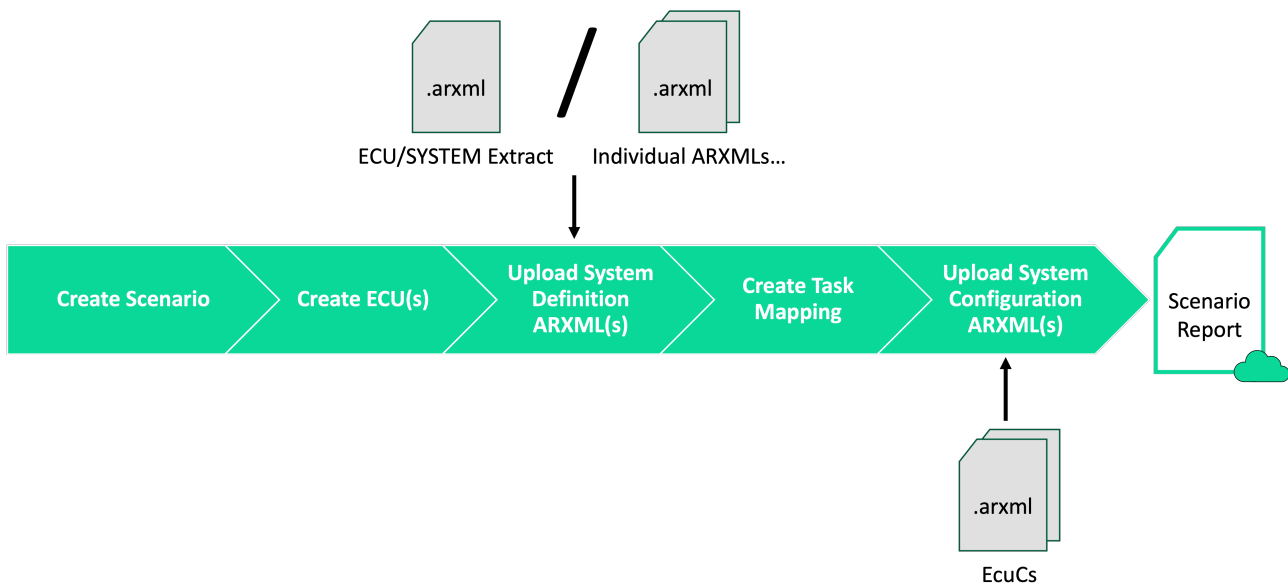 .arxml
.arxml
ECU/SYSTEM Extract
Individual ARXMLs…
Create Scenario
Create ECU(s)
Upload System
Definition
ARXML(s)
Create Task
Mapping
Upload System
Configuration
ARXML(s)
Scenario
Report
.arxml
EcuCs